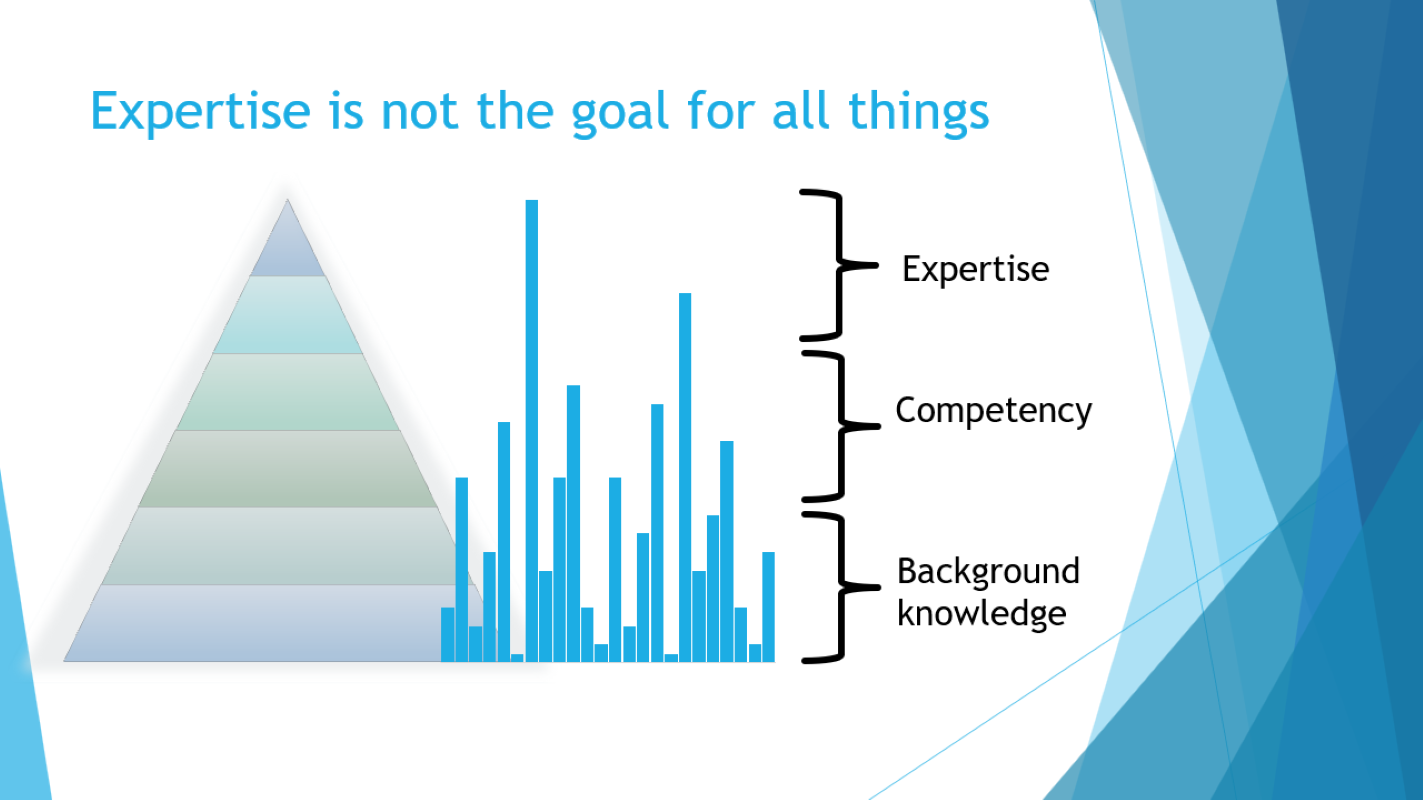 Expertise is not the goal for all things
Expertise
Competency
Background
knowledge